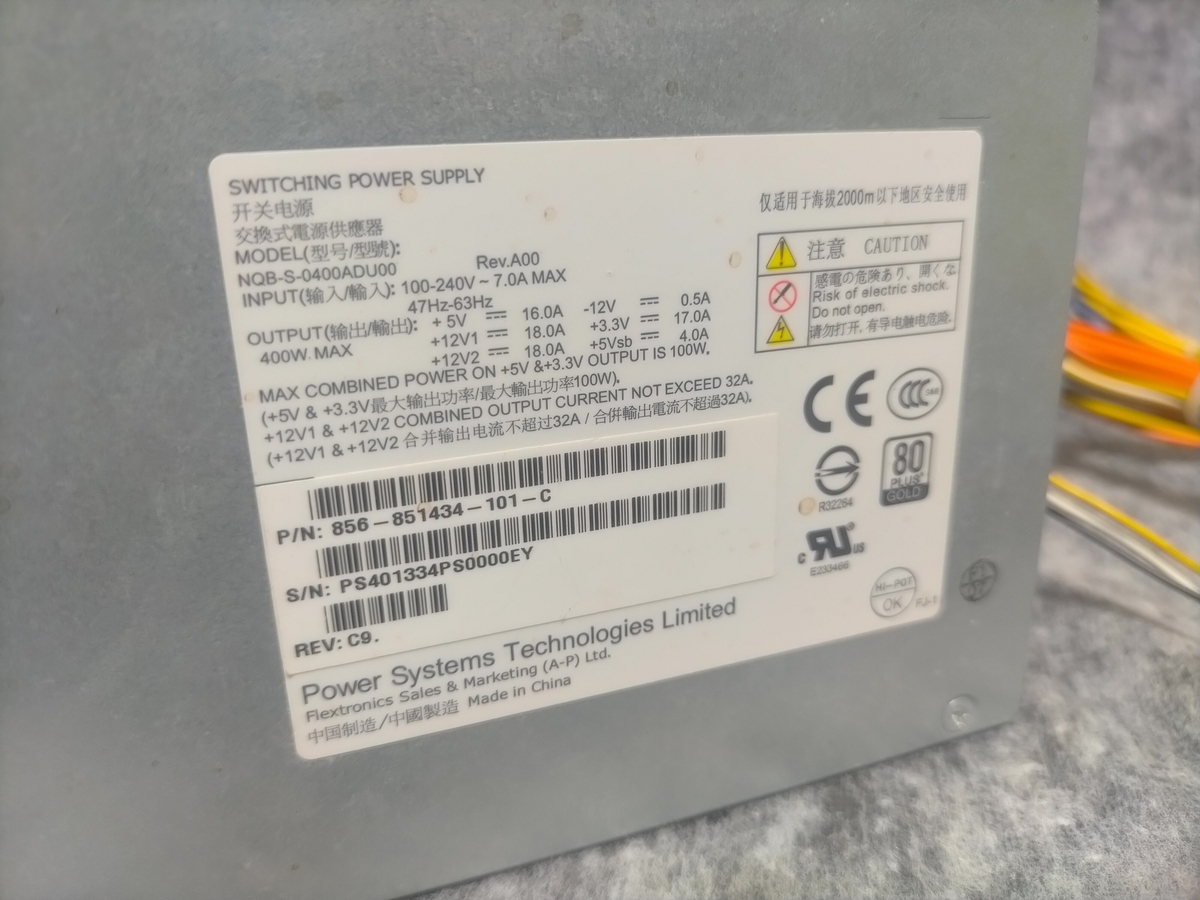 SWITCHING POWER SUPPLY
开关电源
交換式電源供應器
MODEL(型号/型號):
NQB-S-0400ADU00 Rev.A00
INPUT(输入/輸入): 100-240V ~ 7.0A MAX
47Hz-63Hz
OUTPUT(输出/輸出): + 5V 16.0A -12V 0.5A
400W MAX +12V1 18.0A +3.3V 17.0A
+12V2 18.0A +5Vsb 4.0A
MAX COMBINED POWER ON +5V &+3.3V OUTPUT IS 100W.
(+5V & +3.3V最大输出功率/最大輸出功率100W).
+12V1 & +12V2 COMBINED OUTPUT CURRENT NOT EXCEED 32A.
(+12V1 & +12V2 合并输出电流不超过32A / 合併輸出電流不超過32A).
P/N: 856-851434-101-C
S/N: PS401334PS0000EY
REV: C9.
Power Systems Technologies Limited
Flextronics Sales & Marketing (A-P) Ltd.
中国制造/中國製造 Made in China
仅适用于海拔2000m以下地区安全使用
注意 CAUTION
感電の危険あり、開くな
Risk of electric shock.
Do not open.
请勿打开,有导电触电危险.
CE
CCC
R32264
80
PLUS
GOLD
c RU us
E233466
HI-POT
OK